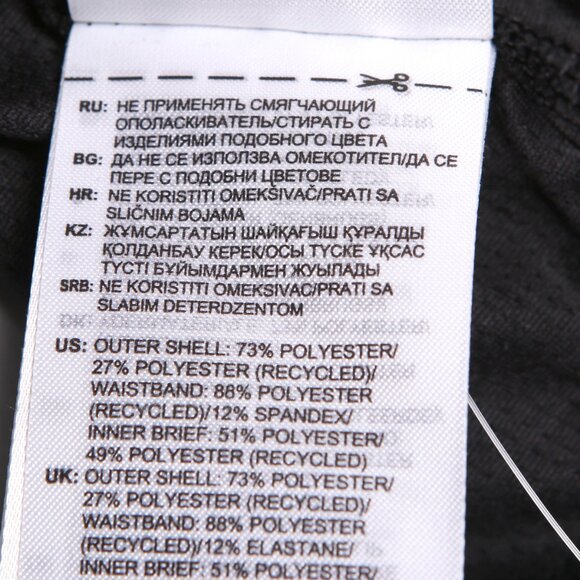 RU: НЕ ПРИМЕНЯТЬ СМЯГЧАЮЩИЙ
ОПОЛАСКИВАТЕЛЬ/СТИРАТЬ С
ИЗДЕЛИЯМИ ПОДОБНОГО ЦВЕТА
BG: ДА НЕ СЕ ИЗПОЛЗВА ОМЕКОТИТЕЛ/ДА СЕ
ПЕРЕ С ПОДОБНИ ЦВЕТОВЕ
HR: NE KORISTITI OMEKŠIVAČ/PRATI SA
SLIČNIM BOJAMA
KZ: ЖҰМСАРТАТЫН ШАЙҚАҒЫШ ҚҰРАЛДЫ
ҚОЛДАНБАУ КЕРЕК/ОСЫ ТҮСКЕ ҰҚСАС
ТҮСТІ БҰЙЫМДАРМЕН ЖУЫЛАДЫ
SRB: NE KORISTITI OMEKSIVAC/PRATI SA
SLABIM DETERDZENTOM
US: OUTER SHELL: 73% POLYESTER/
27% POLYESTER (RECYCLED)/
WAISTBAND: 88% POLYESTER
(RECYCLED)/12% SPANDEX/
INNER BRIEF: 51% POLYESTER/
49% POLYESTER (RECYCLED)
UK: OUTER SHELL: 73% POLYESTER/
27% POLYESTER (RECYCLED)/
WAISTBAND: 88% POLYESTER
(RECYCLED)/12% ELASTANE/
INNER BRIEF: 51% POLYESTER/